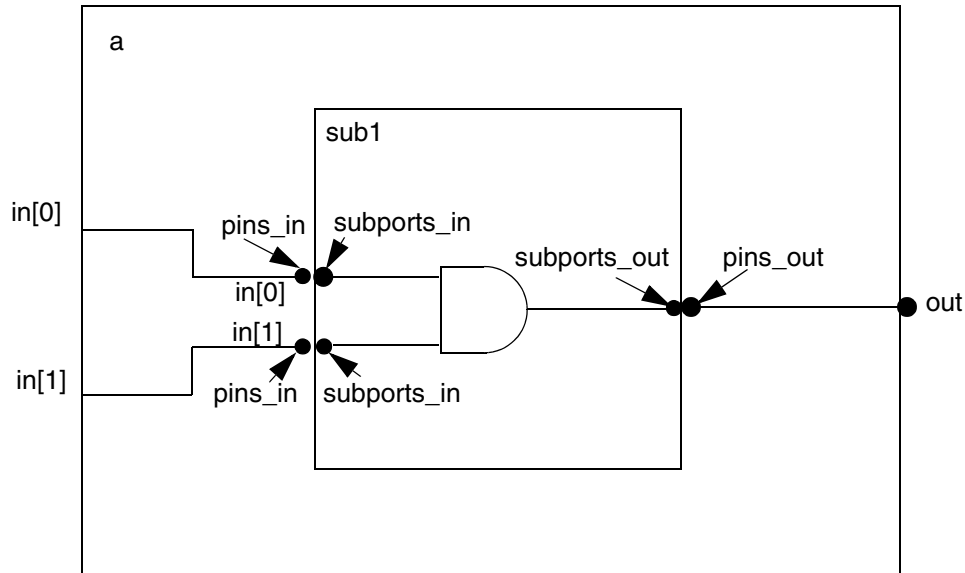 a
sub1
in[0]
pins_in
subports_in
subports_out
pins_out
in[0]
out
in[1]
in[1]
pins_in
subports_in